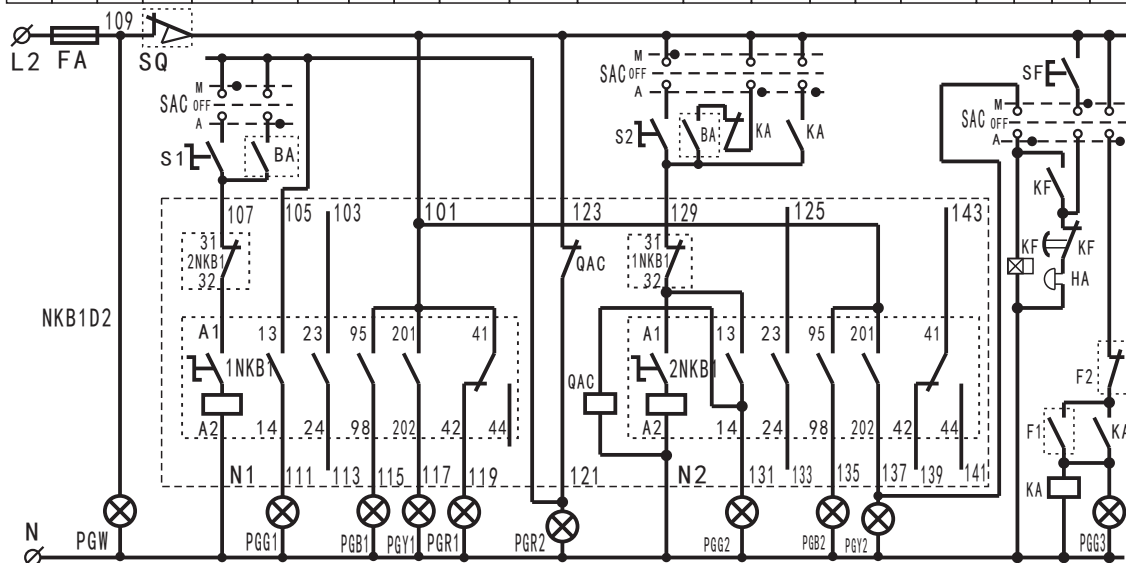 109
L2 FA SQ
M SAC OFF A
S1 BA
M SAC OFF A
S2 BA KA KA
SF
M SAC OFF A
KF
KF KF
HA
107 105 103 101 123 129 125 143
31 2NKB1 32
QAC
31 1NKB1 32
NKB1D2
A1 13 23 95 201 41
1NKB1
A2 14 24 98 202 42 44
QAC
A1 13 23 95 201 41
2NKB1
A2 14 24 98 202 42 44
F2
F1 KA
KA
N1 111 113 115 117 119 121 N2 131 133 135 137 139 141
N PGW PGG1 PGB1 PGY1 PGR1 PGR2 PGG2 PGB2 PGY2 PGG3